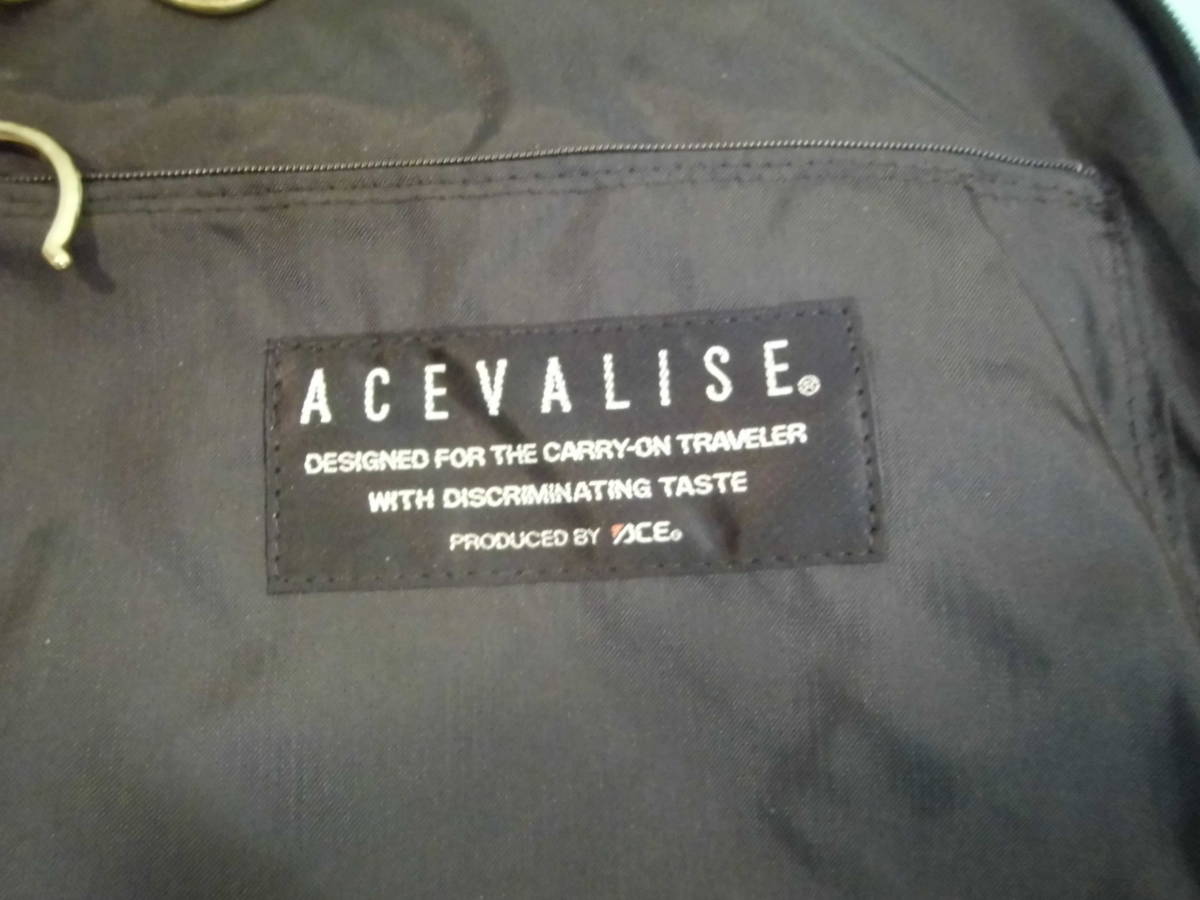 ACEVALISE®
DESIGNED FOR THE CARRY-ON TRAVELER
WITH DISCRIMINATING TASTE
PRODUCED BY ACE®